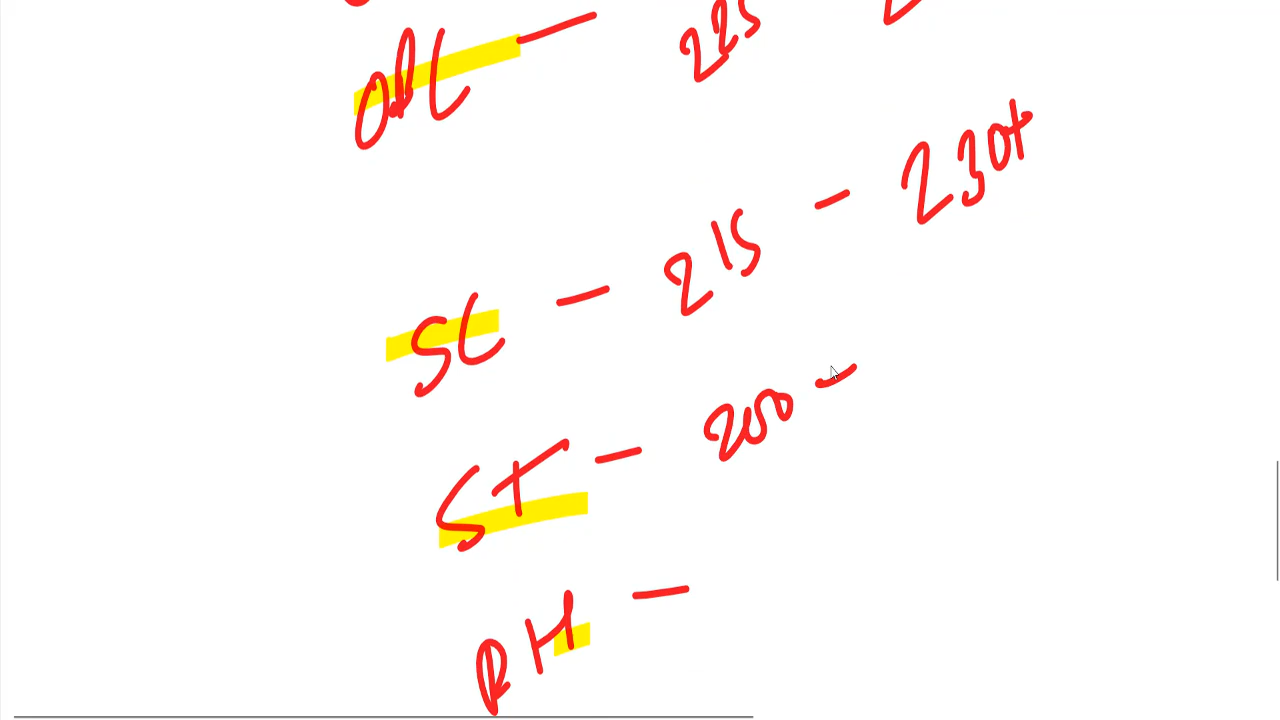 OBC — 225
SC - 215 - 230+
ST - 200 -
PH -